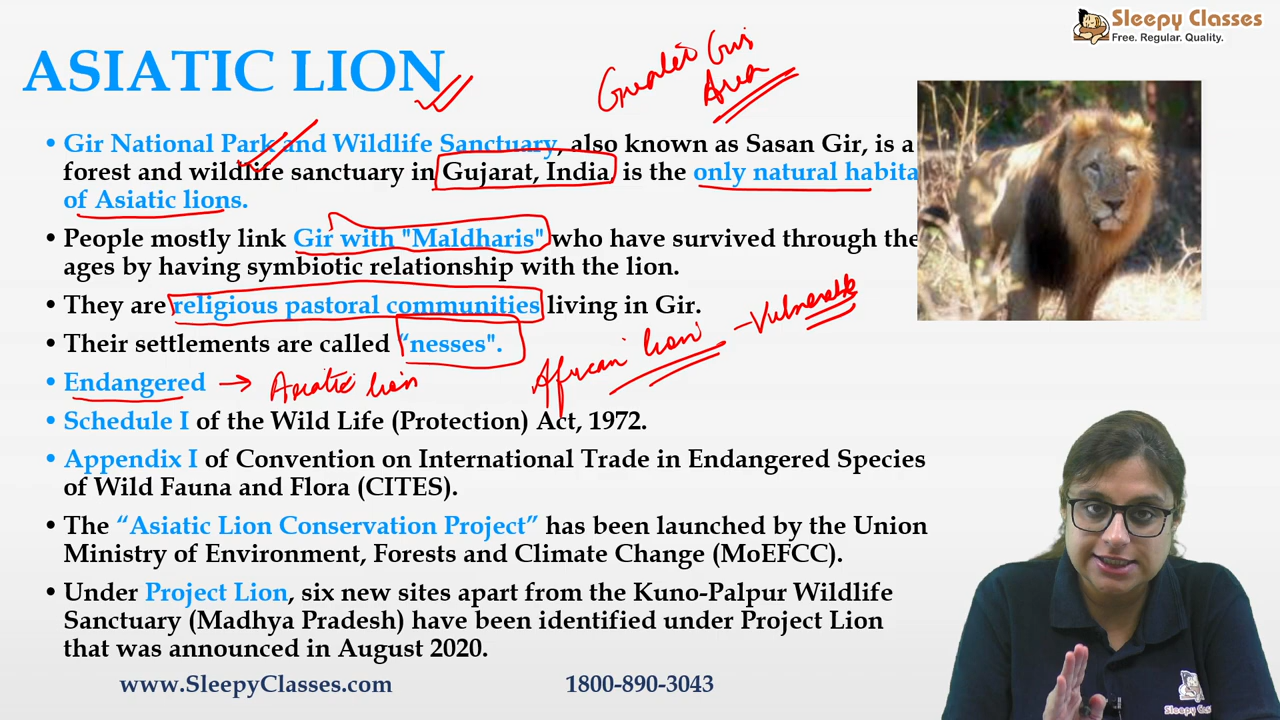 Sleepy Classes
Free. Regular. Quality.
ASIATIC LION
Greater Gir
Area
• Gir National Park and Wildlife Sanctuary, also known as Sasan Gir, is a
forest and wildlife sanctuary in Gujarat, India is the only natural habita
of Asiatic lions.
• People mostly link Gir with "Maldharis" who have survived through the
ages by having symbiotic relationship with the lion.
• They are religious pastoral communities living in Gir.
• Their settlements are called “nesses".
African lion - Vulnerable
• Endangered → Asiatic lion
• Schedule I of the Wild Life (Protection) Act, 1972.
• Appendix I of Convention on International Trade in Endangered Species
of Wild Fauna and Flora (CITES).
• The “Asiatic Lion Conservation Project” has been launched by the Union
Ministry of Environment, Forests and Climate Change (MoEFCC).
• Under Project Lion, six new sites apart from the Kuno-Palpur Wildlife
Sanctuary (Madhya Pradesh) have been identified under Project Lion
that was announced in August 2020.
www.SleepyClasses.com 1800-890-3043